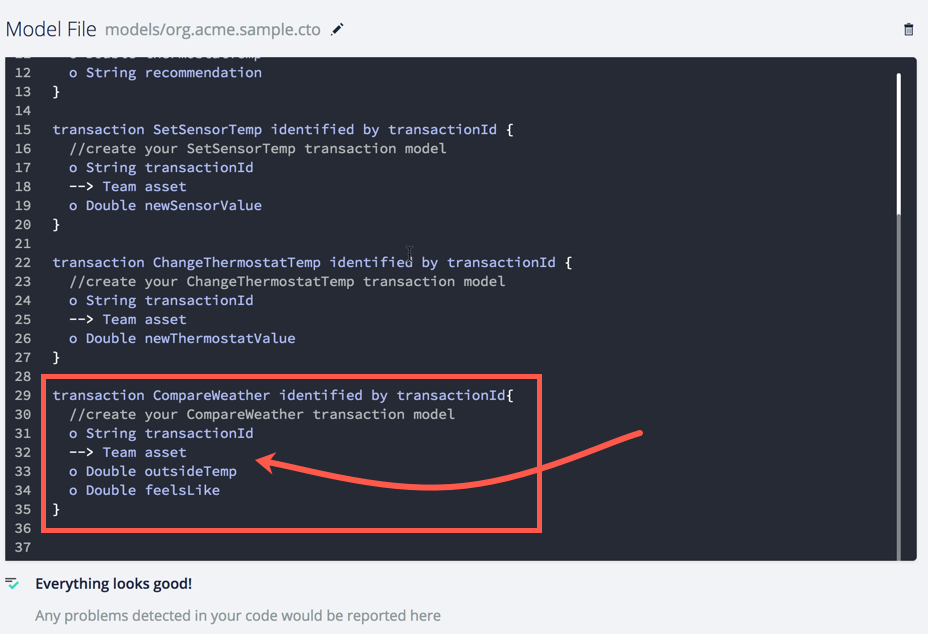 Model File models/org.acme.sample.cto
12 o String recommendation
13 }
14
15 transaction SetSensorTemp identified by transactionId {
16 //create your SetSensorTemp transaction model
17 o String transactionId
18 --> Team asset
19 o Double newSensorValue
20 }
21
22 transaction ChangeThermostatTemp identified by transactionId {
23 //create your ChangeThermostatTemp transaction model
24 o String transactionId
25 --> Team asset
26 o Double newThermostatValue
27 }
28
29 transaction CompareWeather identified by transactionId{
30 //create your CompareWeather transaction model
31 o String transactionId
32 --> Team asset
33 o Double outsideTemp
34 o Double feelsLike
35 }
36
37
Everything looks good!
Any problems detected in your code would be reported here